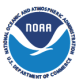 NATIONAL OCEANIC AND ATMOSPHERIC ADMINISTRATION
NOAA
U.S. DEPARTMENT OF COMMERCE